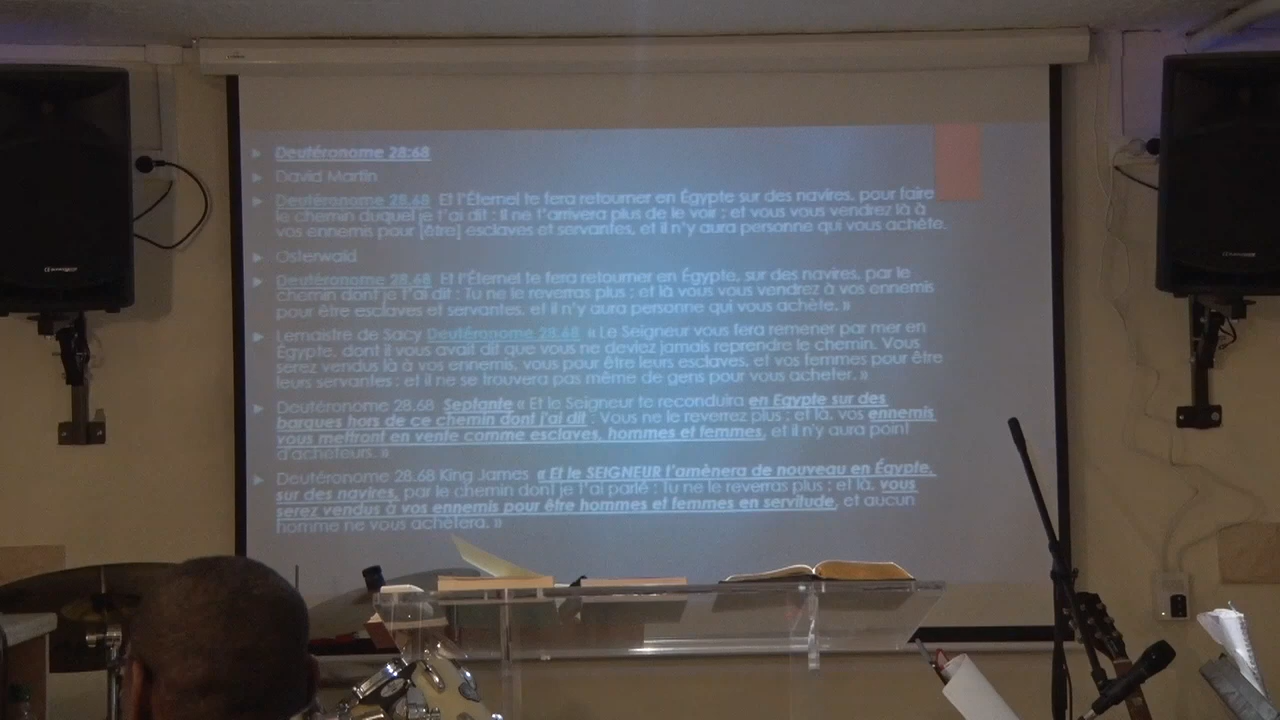 Deutéronome 28:68
David Martin
Deutéronome 28.68 Et l'Éternel te fera retourner en Égypte sur des navires, pour faire
le chemin duquel je t'ai dit : Il ne t'arrivera plus de le voir ; et vous vous vendrez là à
vos ennemis pour [être] esclaves et servantes, et il n'y aura personne qui vous achète.
Osterwald
Deutéronome 28.68 Et l'Éternel te fera retourner en Égypte, sur des navires, par le
chemin dont je t'ai dit : Tu ne le reverras plus ; et là vous vous vendrez à vos ennemis
pour être esclaves et servantes, et il n'y aura personne qui vous achète. »
Lemaistre de Sacy Deutéronome 28:68 « Le Seigneur vous fera remener par mer en
Égypte, dont il vous avait dit que vous ne deviez jamais reprendre le chemin. Vous
serez vendus là à vos ennemis, vous pour être leurs esclaves, et vos femmes pour être
leurs servantes ; et il ne se trouvera pas même de gens pour vous acheter. »
Deutéronome 28.68 Septante « Et le Seigneur te reconduira en Egypte sur des
barques hors de ce chemin dont j'ai dit : Vous ne le reverrez plus ; et là, vos ennemis
vous mettront en vente comme esclaves, hommes et femmes, et il n'y aura point
d'acheteurs. »
Deutéronome 28.68 King James « Et le SEIGNEUR t'amènera de nouveau en Égypte,
sur des navires, par le chemin dont je t'ai parlé : Tu ne le reverras plus ; et là, vous
serez vendus à vos ennemis pour être hommes et femmes en servitude, et aucun
homme ne vous achètera. »